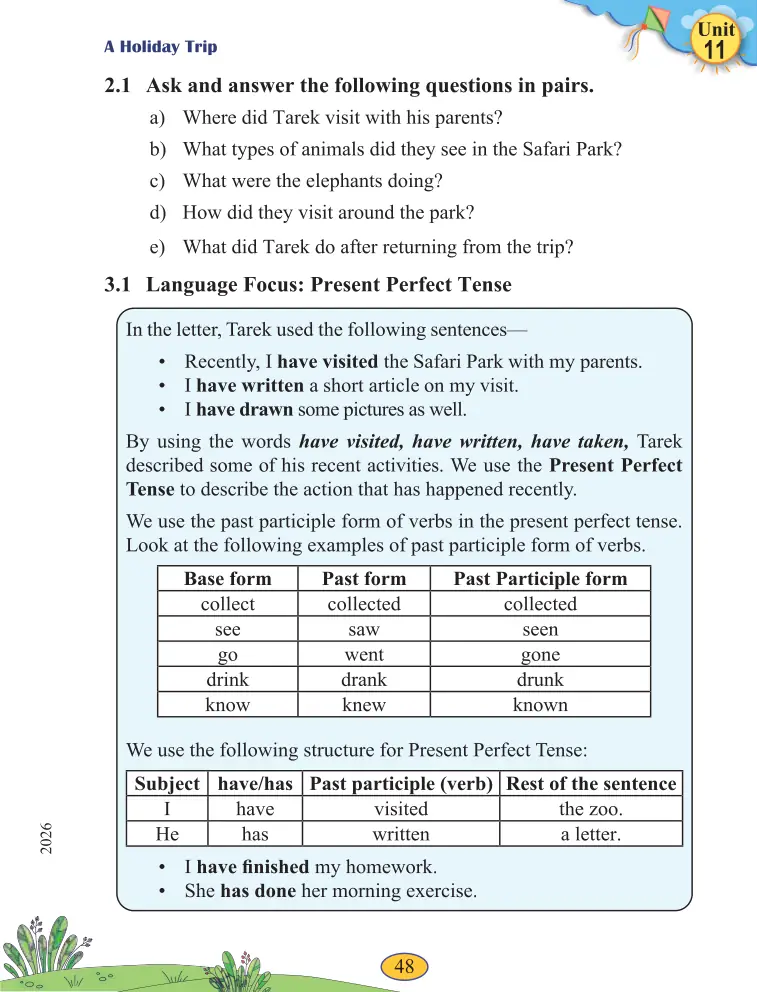 A Holiday Trip
Unit
11
2.1 Ask and answer the following questions in pairs.
a) Where did Tarek visit with his parents?
b) What types of animals did they see in the Safari Park?
c) What were the elephants doing?
d) How did they visit around the park?
e) What did Tarek do after returning from the trip?
3.1 Language Focus: Present Perfect Tense
In the letter, Tarek used the following sentences—
• Recently, I have visited the Safari Park with my parents.
• I have written a short article on my visit.
• I have drawn some pictures as well.
By using the words have visited, have written, have taken, Tarek
described some of his recent activities. We use the Present Perfect
Tense to describe the action that has happened recently.
We use the past participle form of verbs in the present perfect tense.
Look at the following examples of past participle form of verbs.
Base form Past form Past Participle form
collect collected collected
see saw seen
go went gone
drink drank drunk
know knew known
We use the following structure for Present Perfect Tense:
Subject have/has Past participle (verb) Rest of the sentence
I have visited the zoo.
He has written a letter.
• I have finished my homework.
• She has done her morning exercise.
2026
48